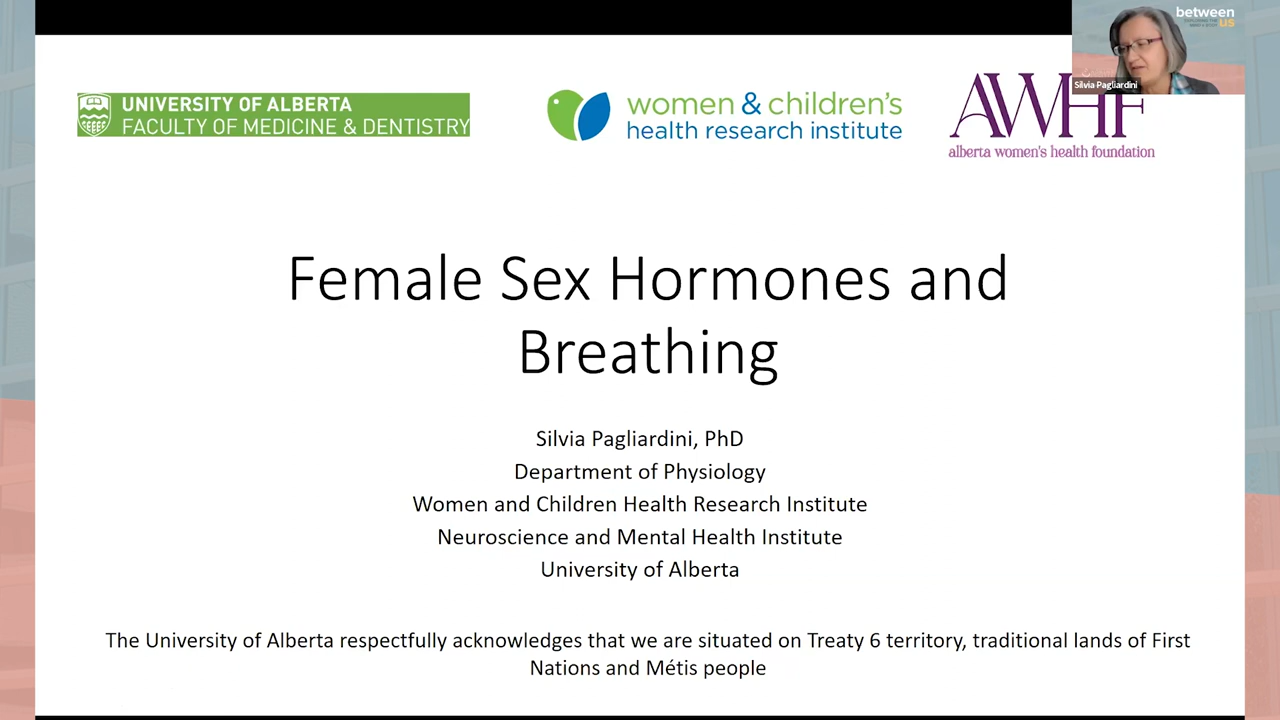 between
us
Silvia Pagliardini
UNIVERSITY OF ALBERTA
FACULTY OF MEDICINE & DENTISTRY
women & children's
health research institute
AWHF
alberta women's health foundation
Female Sex Hormones and
Breathing
Silvia Pagliardini, PhD
Department of Physiology
Women and Children Health Research Institute
Neuroscience and Mental Health Institute
University of Alberta
The University of Alberta respectfully acknowledges that we are situated on Treaty 6 territory, traditional lands of First
Nations and Métis people